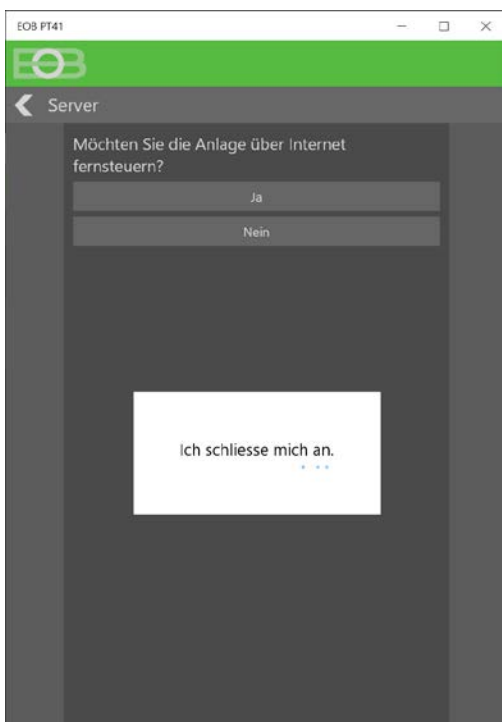 EOB PT41
EOB
Server
Möchten Sie die Anlage über Internet
fernsteuern?
Ja
Nein
Ich schliesse mich an.